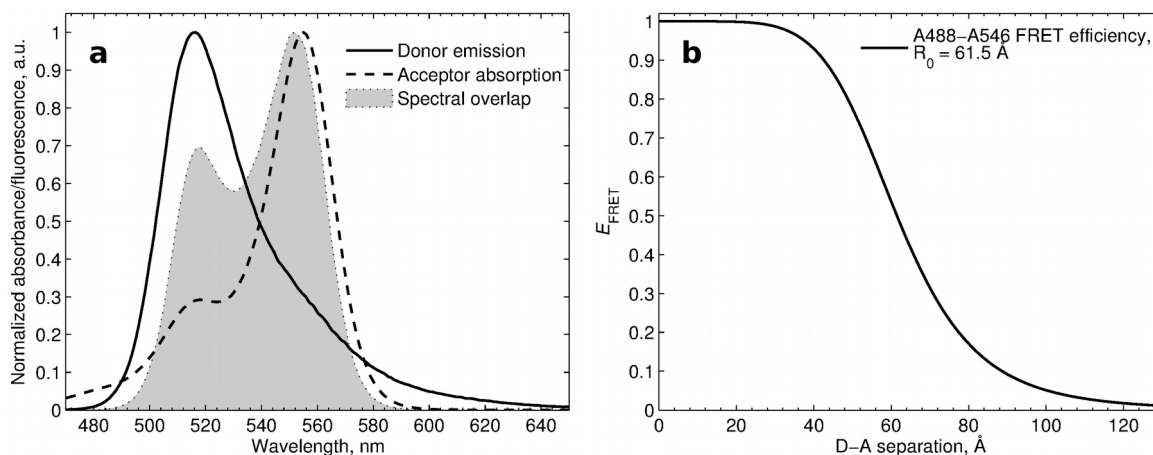 a
Donor emission
Acceptor absorption
Spectral overlap
Normalized absorbance/fluorescence, a.u.
1
0.9
0.8
0.7
0.6
0.5
0.4
0.3
0.2
0.1
0
480 500 520 540 560 580 600 620 640
Wavelength, nm
b
A488−A546 FRET efficiency,
R0 = 61.5 Å
EFRET
1
0.9
0.8
0.7
0.6
0.5
0.4
0.3
0.2
0.1
0
0 20 40 60 80 100 120
D−A separation, Å